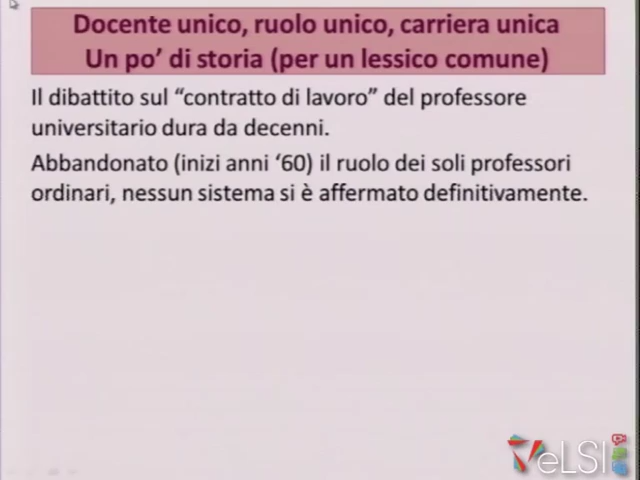 Docente unico, ruolo unico, carriera unica
Un po' di storia (per un lessico comune)
Il dibattito sul "contratto di lavoro" del professore
universitario dura da decenni.
Abbandonato (inizi anni '60) il ruolo dei soli professori
ordinari, nessun sistema si è affermato definitivamente.
VeLSI